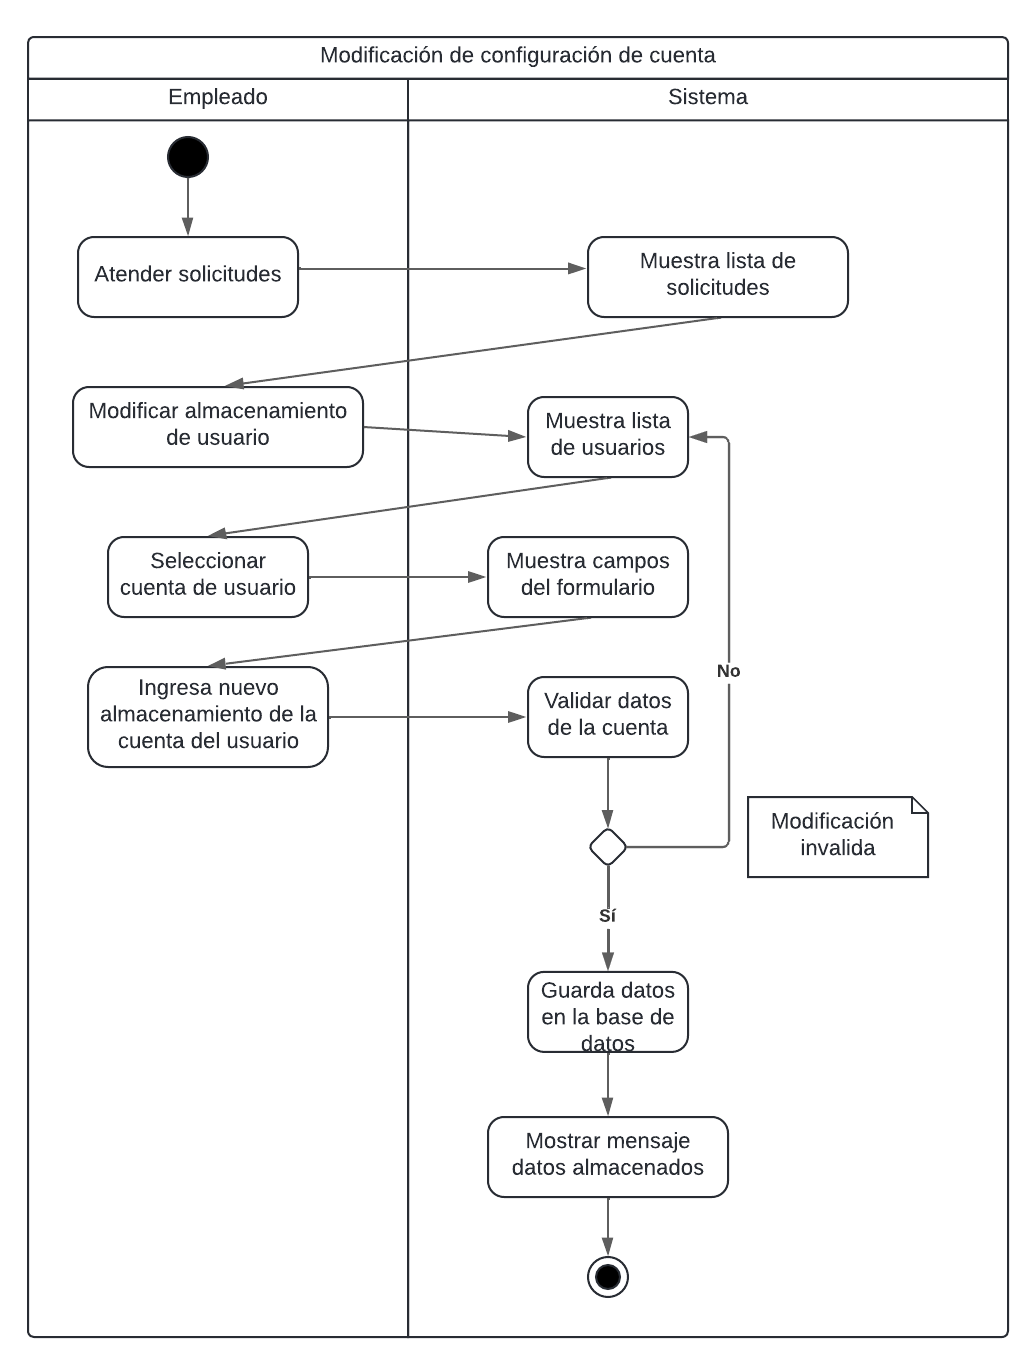 Modificación de configuración de cuenta
Empleado
Sistema
Atender solicitudes
Muestra lista de
solicitudes
Modificar almacenamiento
de usuario
Muestra lista
de usuarios
Seleccionar
cuenta de usuario
Muestra campos
del formulario
Ingresa nuevo
almacenamiento de la
cuenta del usuario
Validar datos
de la cuenta
No
Modificación
invalida
Sí
Guarda datos
en la base de
datos
Mostrar mensaje
datos almacenados